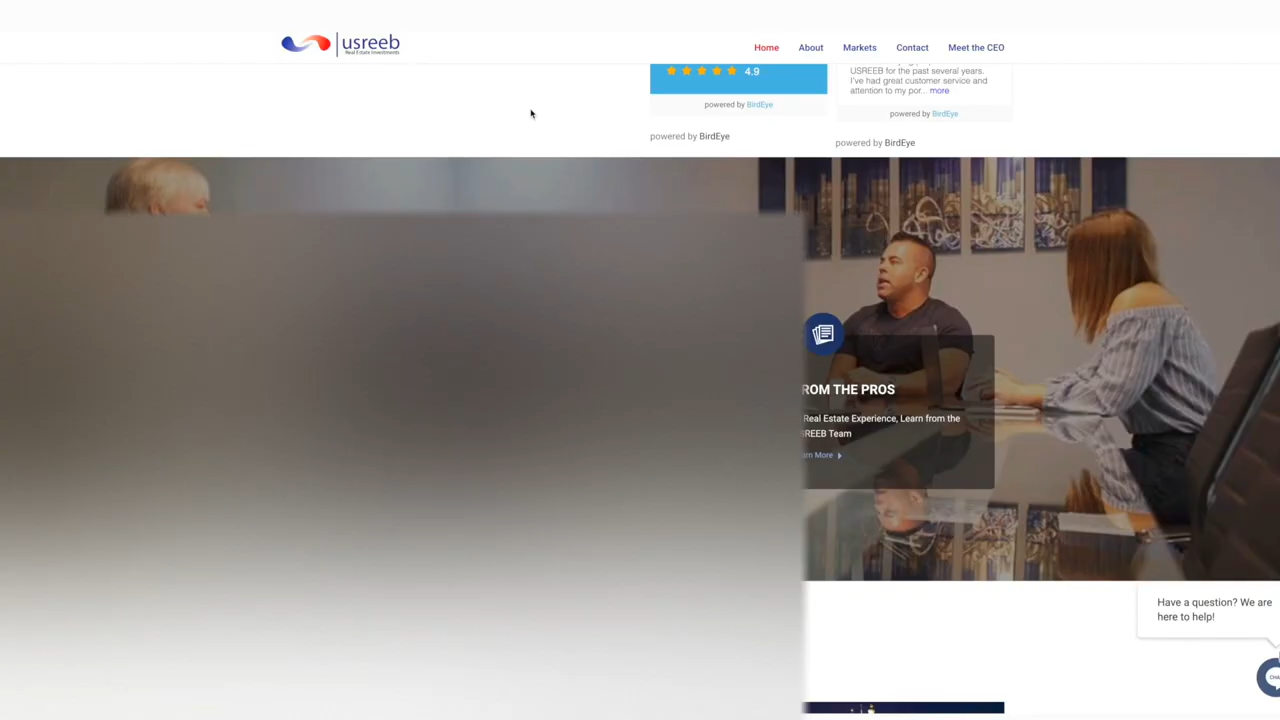 usreeb
Real Estate Investments
Home About Markets Contact Meet the CEO
4.9
powered by BirdEye
powered by BirdEye
USREEB for the past several years.
I've had great customer service and
attention to my por... more
powered by BirdEye
powered by BirdEye
THE PROS
Real Estate Experience, Learn from the
Team
More
Have a question? We are
here to help!